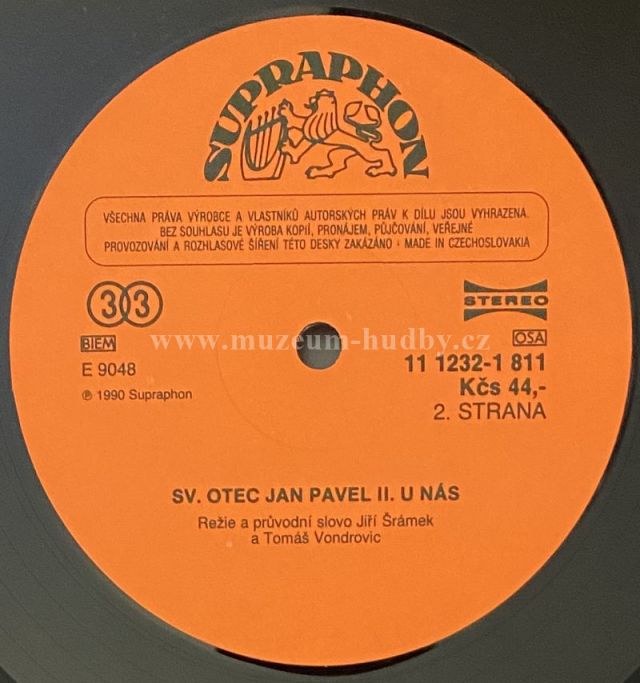 SUPRAPHON
VŠECHNA PRÁVA VÝROBCE A VLASTNÍKŮ AUTORSKÝCH PRÁV K DÍLU JSOU VYHRAZENA.
BEZ SOUHLASU JE VÝROBA KOPIÍ, PRONÁJEM, PŮJČOVÁNÍ, VEŘEJNÉ
PROVOZOVÁNÍ A ROZHLASOVÉ ŠÍŘENÍ TÉTO DESKY ZAKÁZÁNO · MADE IN CZECHOSLOVAKIA
33
STEREO
www.muzeum-hudby.cz
BIEM
OSA
E 9048
11 1232-1 811
℗ 1990 Supraphon
Kčs 44,-
2. STRANA
SV. OTEC JAN PAVEL II. U NÁS
Režie a průvodní slovo Jiří Šrámek
a Tomáš Vondrovic